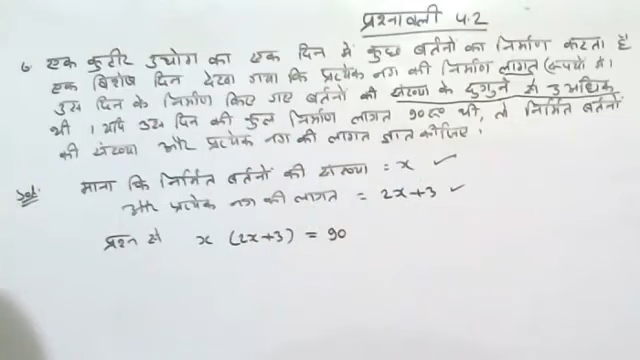 प्रश्नावली 4.2
6. एक कुटीर उद्योग का एक दिन में कुछ बर्तनों का निर्माण करता है
एक विशेष दिन देखा गया कि प्रत्येक नग की निर्माण लागत (रूपयों में)
उस दिन के निर्माण किए गए बर्तनों की संख्या के दुगुने से 3 अधिक
थी । यदि उस दिन की कुल निर्माण लागत 90 रू0 थी, तो निर्मित बर्तनों
की संख्या और प्रत्येक नग की लागत ज्ञात कीजिए ।
Sol: माना कि निर्मित बर्तनों की संख्या = x ✓
और प्रत्येक नग की लागत = 2x+3 ✓
प्रश्न से x (2x+3) = 90